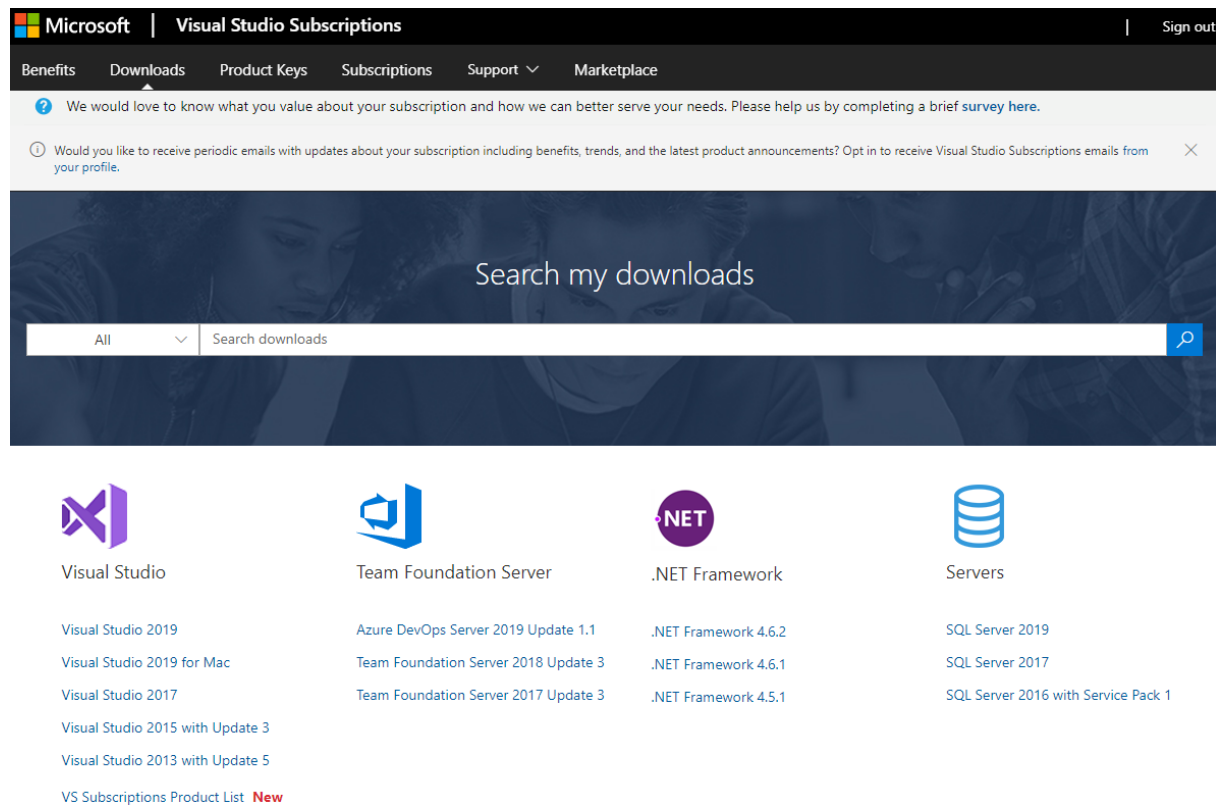 Microsoft | Visual Studio Subscriptions | Sign out
Benefits Downloads Product Keys Subscriptions Support Marketplace
We would love to know what you value about your subscription and how we can better serve your needs. Please help us by completing a brief survey here.
Would you like to receive periodic emails with updates about your subscription including benefits, trends, and the latest product announcements? Opt in to receive Visual Studio Subscriptions emails from
your profile.
Search my downloads
All Search downloads
.NET
Visual Studio
Visual Studio 2019
Visual Studio 2019 for Mac
Visual Studio 2017
Visual Studio 2015 with Update 3
Visual Studio 2013 with Update 5
VS Subscriptions Product List New
Team Foundation Server
Azure DevOps Server 2019 Update 1.1
Team Foundation Server 2018 Update 3
Team Foundation Server 2017 Update 3
.NET Framework
.NET Framework 4.6.2
.NET Framework 4.6.1
.NET Framework 4.5.1
Servers
SQL Server 2019
SQL Server 2017
SQL Server 2016 with Service Pack 1